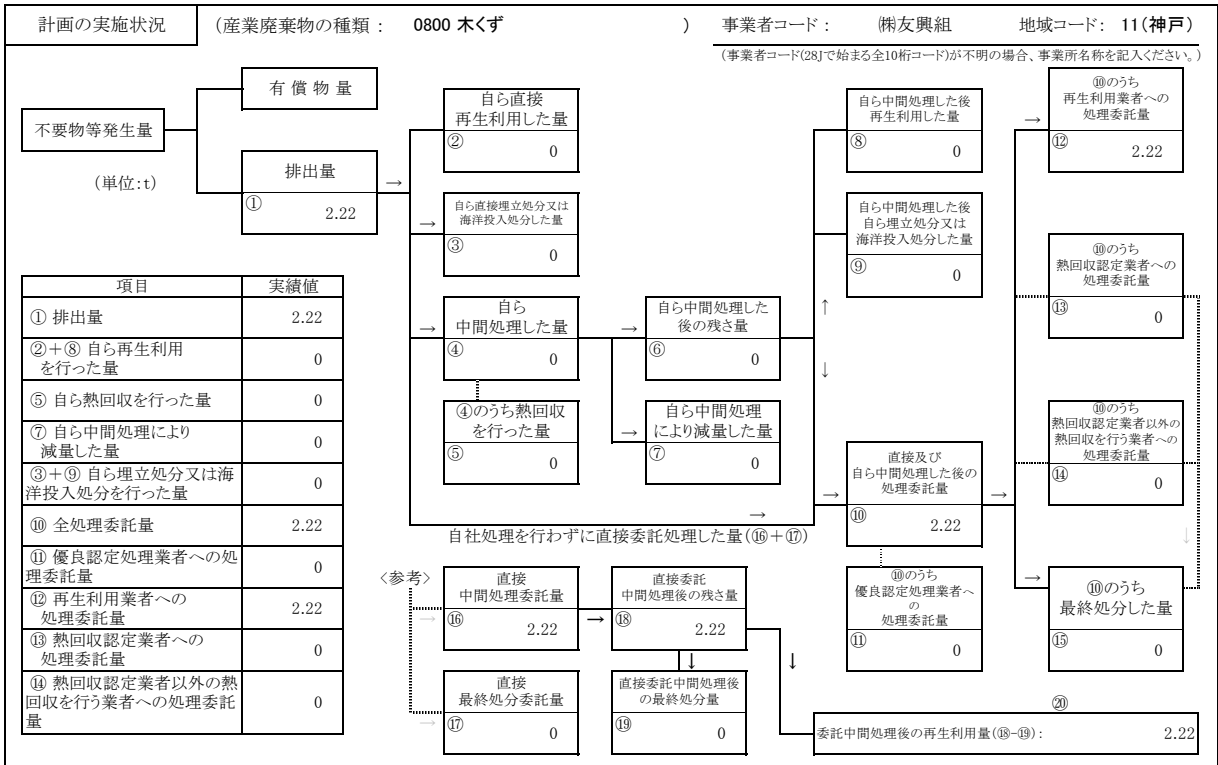 計画の実施状況
(産業廃棄物の種類： 0800 木くず ）
事業者コード： ㈱友興組
地域コード： 11(神戸)
(事業者コード(28Jで始まる全10桁コード)が不明の場合、事業所名称を記入ください。)
不要物等発生量
(単位:t)
有 償 物 量
排出量
→
① 2.22
自ら直接
再生利用した量
② 0
→
自ら直接埋立処分又は
海洋投入処分した量
③ 0
→
自ら
中間処理した量
④ 0
④のうち熱回収
を行った量
⑤ 0
→
自ら中間処理した
後の残さ量
⑥ 0
→
自ら中間処理
により減量した量
⑦ 0
自ら中間処理した後
再生利用した量
⑧ 0
自ら中間処理した後
自ら埋立処分又は
海洋投入処分した量
⑨ 0
↑
↓
→
直接及び
自ら中間処理した後の
処理委託量
→
⑩ 2.22
⑩のうち
優良認定処理業者へ
の
処理委託量
⑪ 0
→
⑩のうち
再生利用業者への
処理委託量
⑫ 2.22
⑩のうち
熱回収認定業者への
処理委託量
⑬ 0
⑩のうち
熱回収認定業者以外の
熱回収を行う業者への
処理委託量
⑭ 0
↓
→
⑩のうち
最終処分した量
⑮ 0
→
自社処理を行わずに直接委託処理した量(⑯＋⑰)
項目 実績値
① 排出量 2.22
②＋⑧ 自ら再生利用
を行った量 0
⑤ 自ら熱回収を行った量 0
⑦ 自ら中間処理により
減量した量 0
③＋⑨ 自ら埋立処分又は海
洋投入処分を行った量 0
⑩ 全処理委託量 2.22
⑪ 優良認定処理業者への処
理委託量 0
⑫ 再生利用業者への
処理委託量 2.22
⑬ 熱回収認定業者への
処理委託量 0
⑭ 熱回収認定業者以外の熱
回収を行う業者への処理委託
量 0
〈参考〉
→
直接
中間処理委託量
⑯ 2.22
→
直接委託
中間処理後の残さ量
⑱ 2.22
→
直接
最終処分委託量
⑰ 0
↓
直接委託中間処理後
の最終処分量
⑲ 0
↓
⑳
委託中間処理後の再生利用量(⑱-⑲)： 2.22